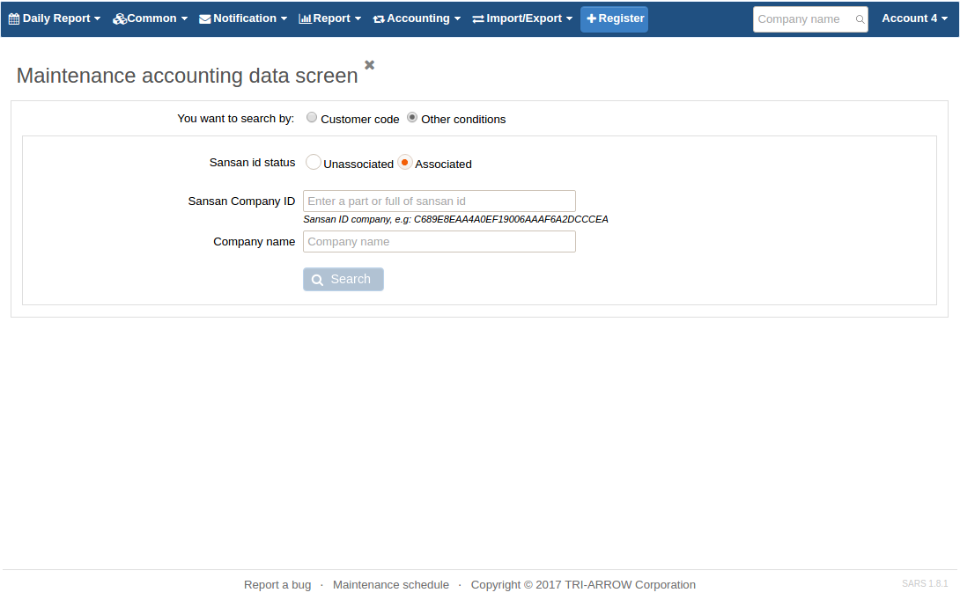 Daily Report Common Notification Report Accounting Import/Export Register Company name Account 4
Maintenance accounting data screen
You want to search by: Customer code Other conditions
Sansan id status Unassociated Associated
Sansan Company ID Enter a part or full of sansan id
Sansan ID company, e.g: C689E8EAA4A0EF19006AAAF6A2DCCCEA
Company name Company name
Search
Report a bug · Maintenance schedule · Copyright © 2017 TRI-ARROW Corporation SARS 1.8.1